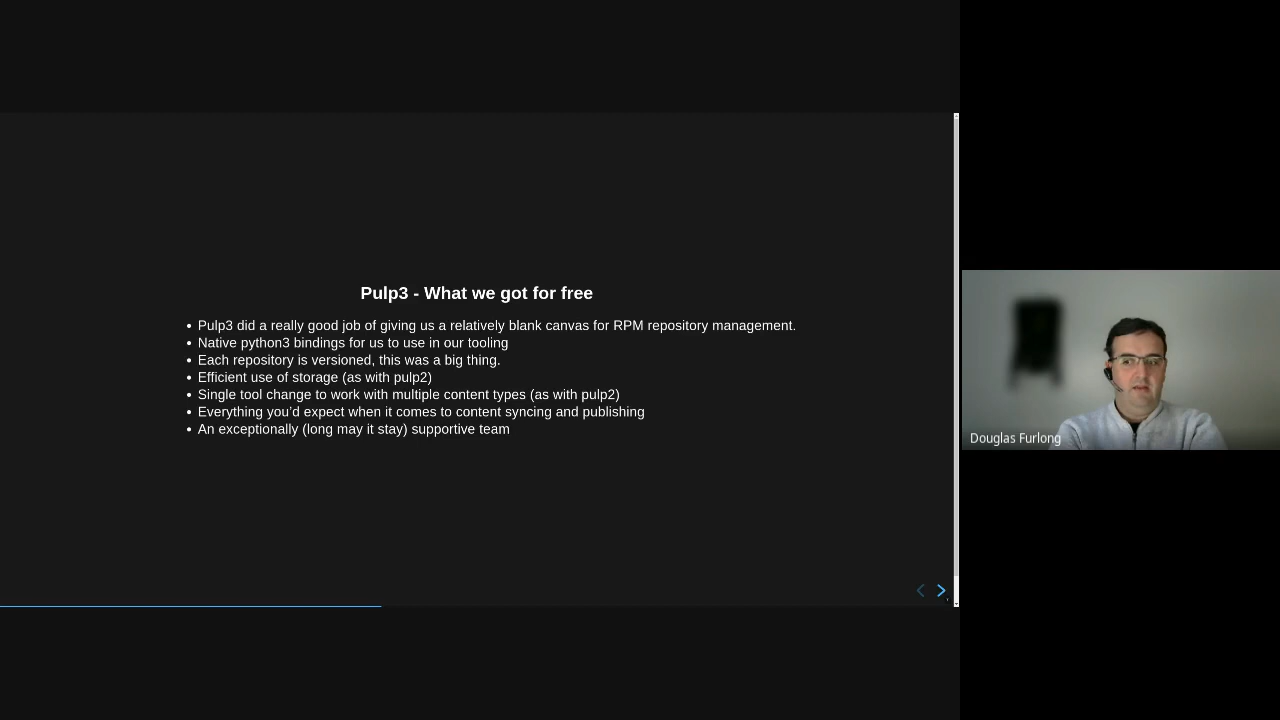 Pulp3 - What we got for free
Pulp3 did a really good job of giving us a relatively blank canvas for RPM repository management.
Native python3 bindings for us to use in our tooling
Each repository is versioned, this was a big thing.
Efficient use of storage (as with pulp2)
Single tool change to work with multiple content types (as with pulp2)
Everything you'd expect when it comes to content syncing and publishing
An exceptionally (long may it stay) supportive team
Douglas Furlong